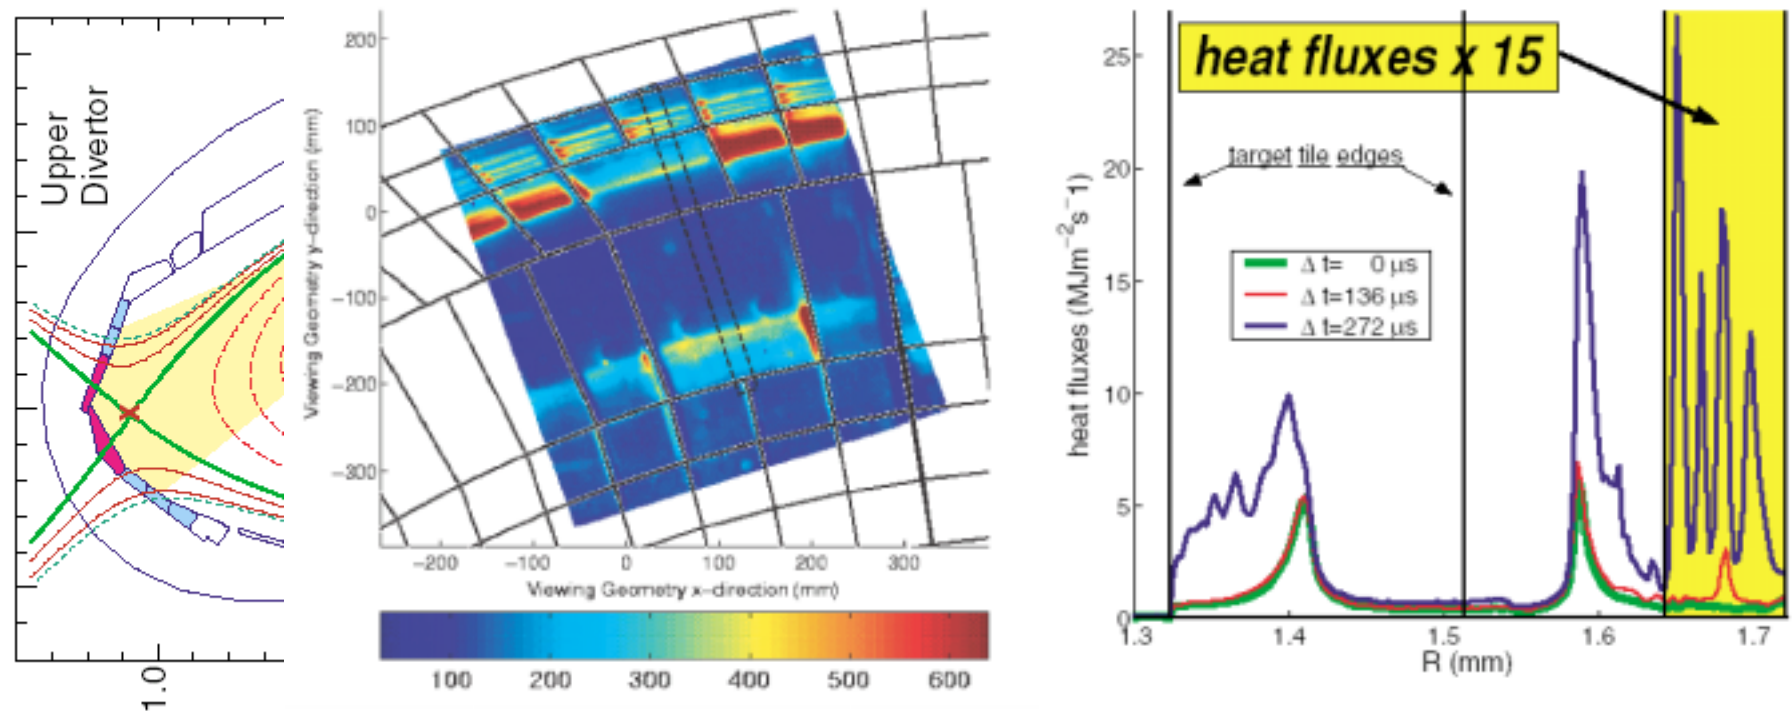 Upper
Divertor
1.0
Viewing Geometry y-direction (mm)
200
100
0
−100
−200
−300
−200 −100 0 100 200 300
Viewing Geometry x-direction (mm)
100 200 300 400 500 600
heat fluxes x 15
target tile edges
Δ t= 0 μs
Δ t=136 μs
Δ t=272 μs
heat fluxes (MJm−2s−1)
25
20
15
10
5
0
1.3 1.4 1.5 1.6 1.7
R (mm)